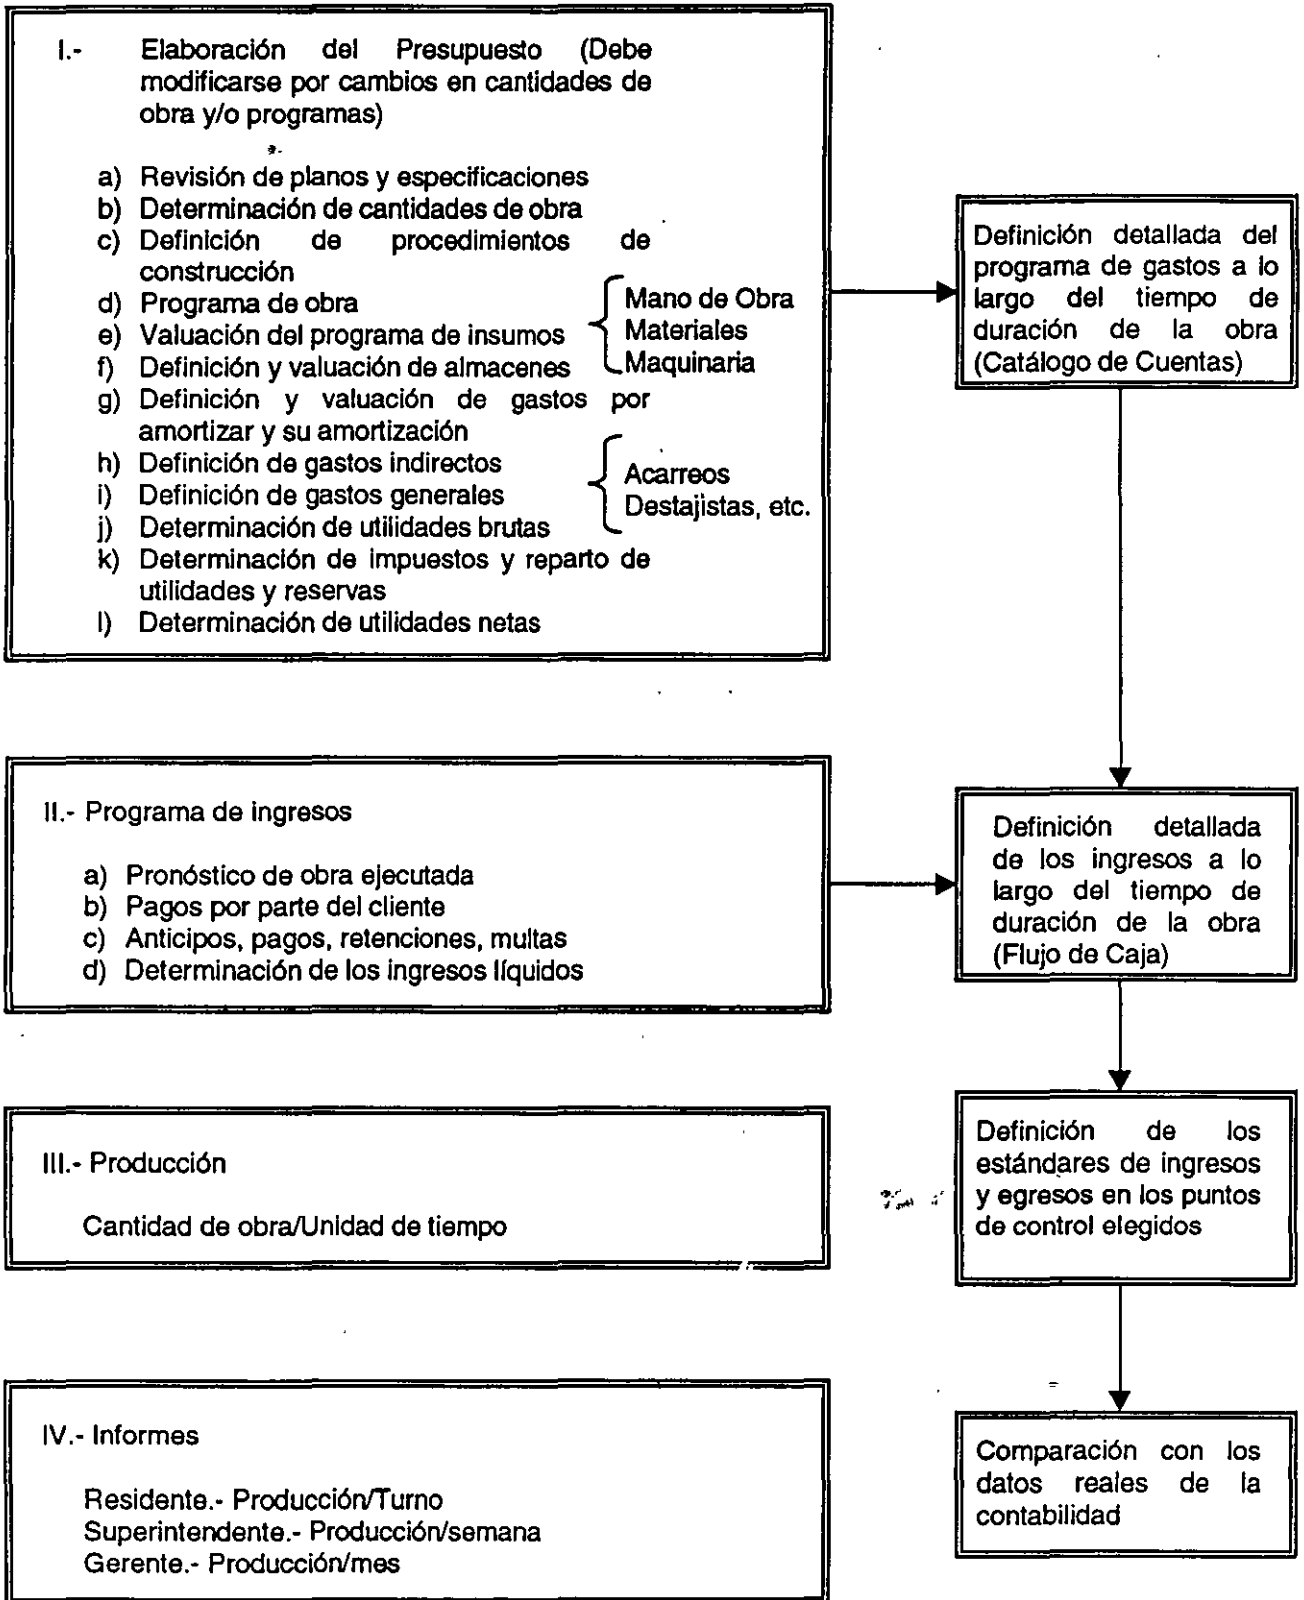 I.- Elaboración del Presupuesto (Debe
modificarse por cambios en cantidades de
obra y/o programas)
a) Revisión de planos y especificaciones
b) Determinación de cantidades de obra
c) Definición de procedimientos de
construcción
d) Programa de obra
e) Valuación del programa de insumos
f) Definición y valuación de almacenes
Mano de Obra
Materiales
Maquinaria
g) Definición y valuación de gastos por
amortizar y su amortización
h) Definición de gastos indirectos
i) Definición de gastos generales
j) Determinación de utilidades brutas
Acarreos
Destajistas, etc.
k) Determinación de impuestos y reparto de
utilidades y reservas
l) Determinación de utilidades netas
Definición detallada del
programa de gastos a lo
largo del tiempo de
duración de la obra
(Catálogo de Cuentas)
II.- Programa de ingresos
a) Pronóstico de obra ejecutada
b) Pagos por parte del cliente
c) Anticipos, pagos, retenciones, multas
d) Determinación de los ingresos líquidos
Definición detallada
de los ingresos a lo
largo del tiempo de
duración de la obra
(Flujo de Caja)
III.- Producción
Cantidad de obra/Unidad de tiempo
Definición de los
estándares de ingresos
y egresos en los puntos
de control elegidos
IV.- Informes
Residente.- Producción/Turno
Superintendente.- Producción/semana
Gerente.- Producción/mes
Comparación con los
datos reales de la
contabilidad